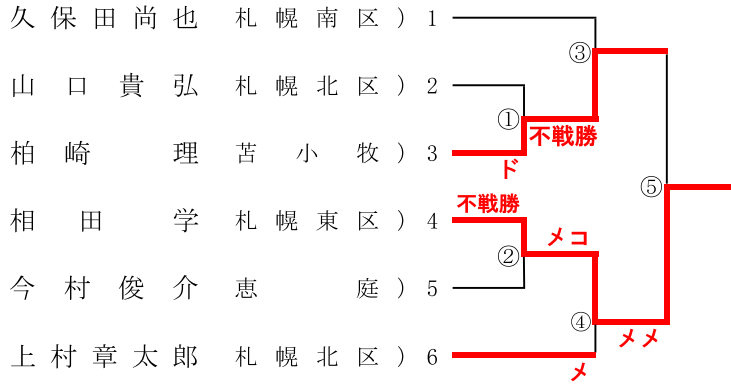 久保田尚也 札幌南区) 1
③
山口貴弘 札幌北区) 2
① 不戦勝
柏崎 理 苫小牧) 3
ド
⑤
不戦勝
相田 学 札幌東区) 4
② メコ
今村俊介 恵 庭) 5
④ メメ
上村章太郎 札幌北区) 6
メ